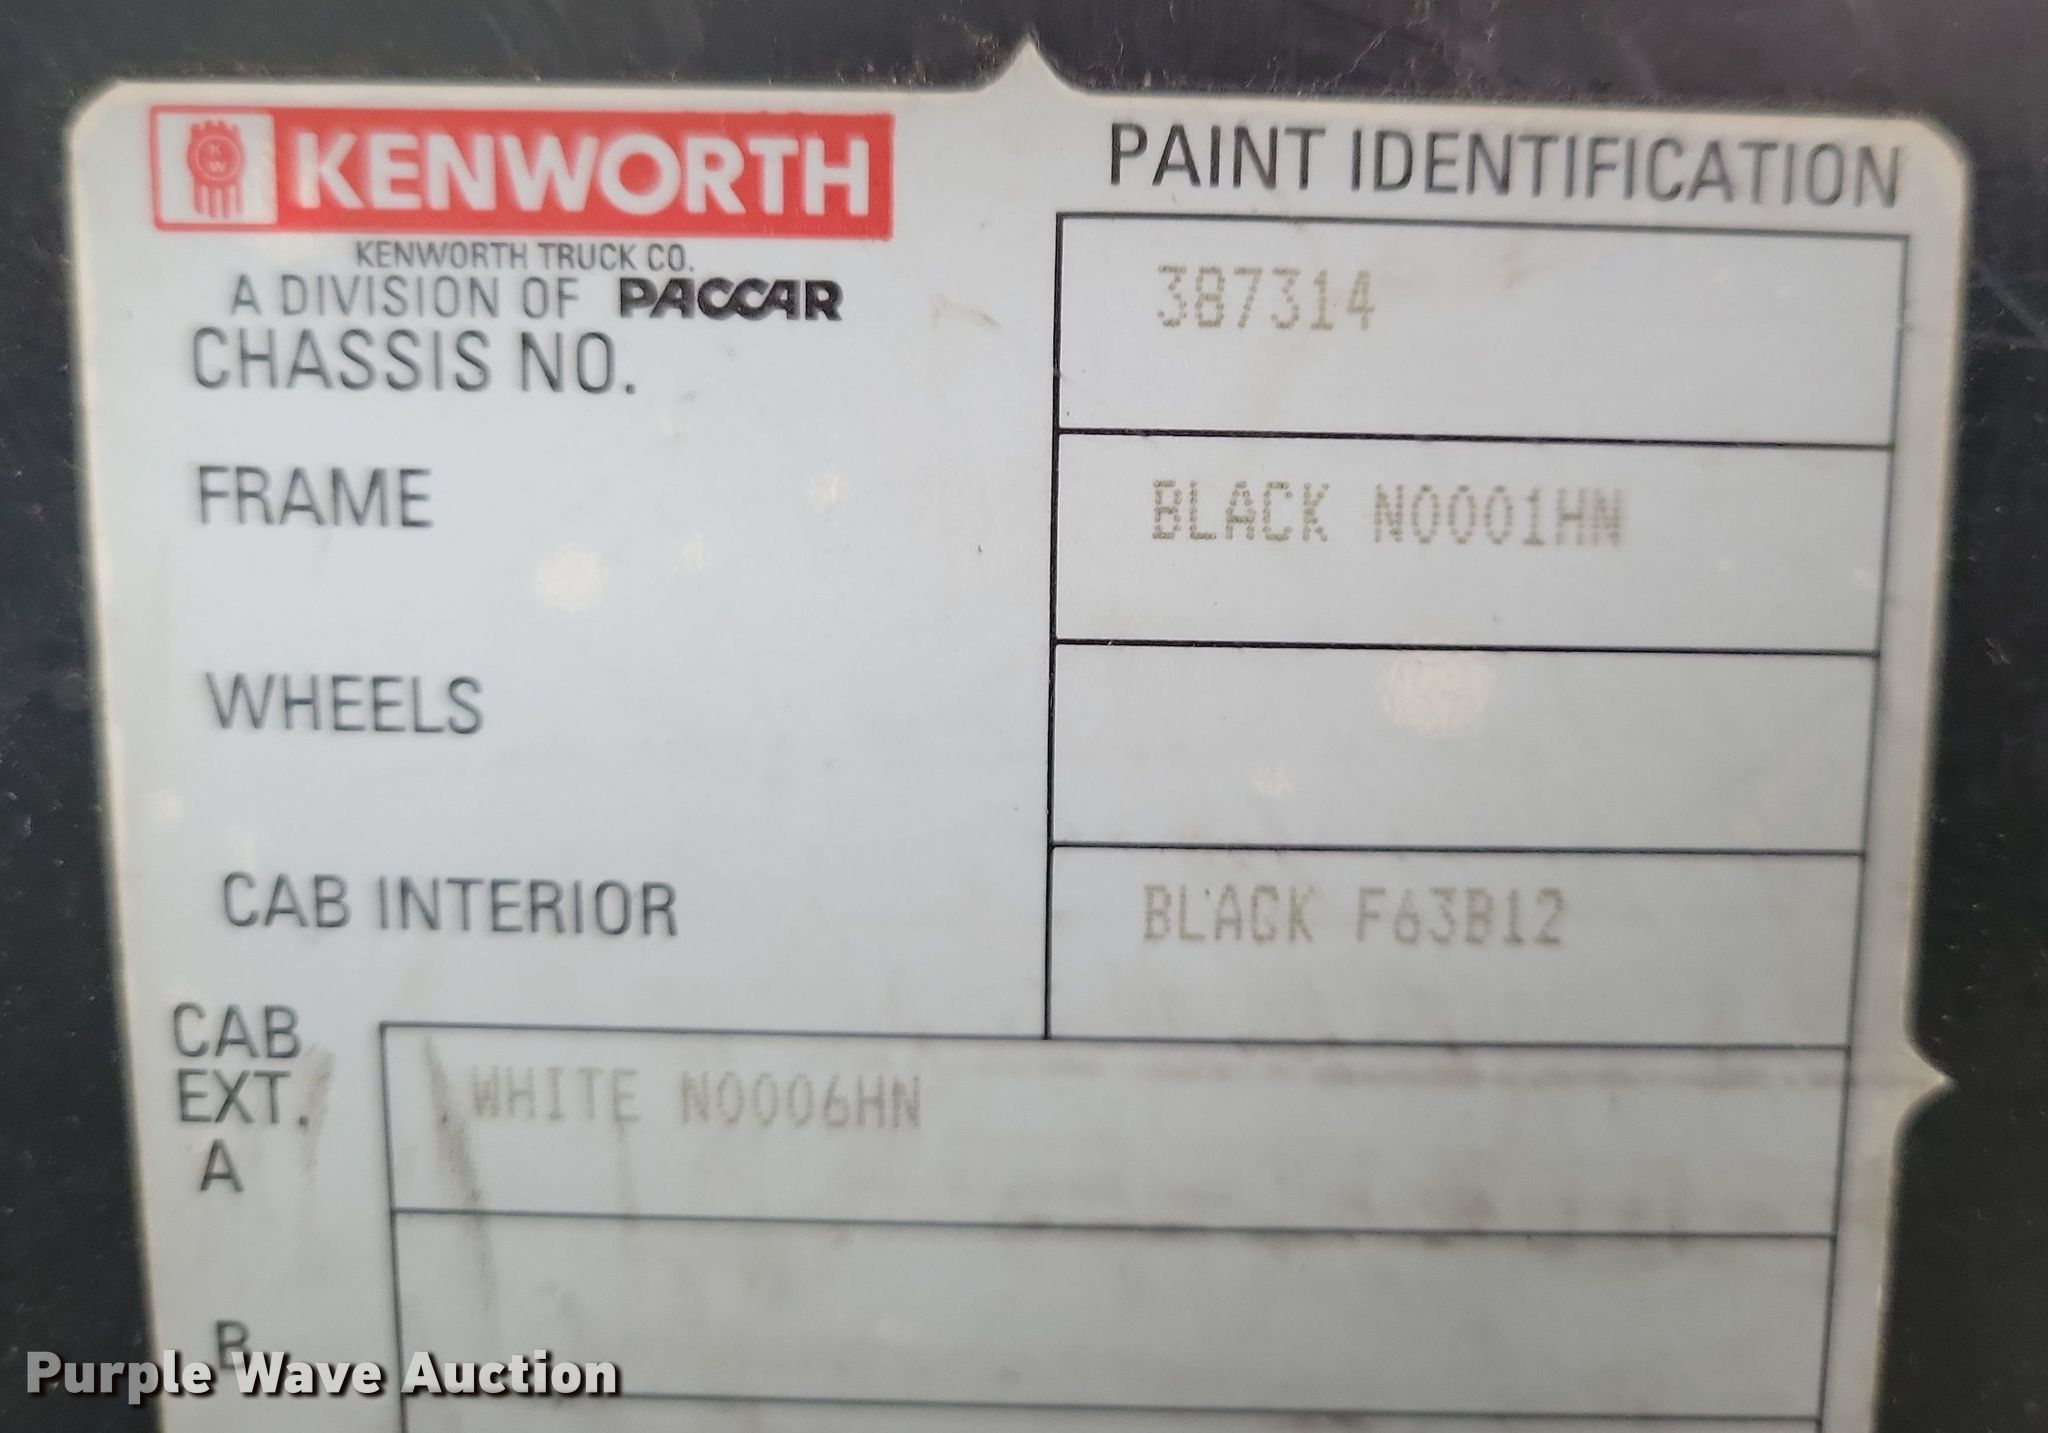 KW KENWORTH
KENWORTH TRUCK CO.
A DIVISION OF PACCAR
PAINT IDENTIFICATION
CHASSIS NO. 387314
FRAME BLACK N0001HN
WHEELS
CAB INTERIOR BLACK F63B12
CAB
EXT.
A WHITE N0006HN
B
Purple Wave Auction